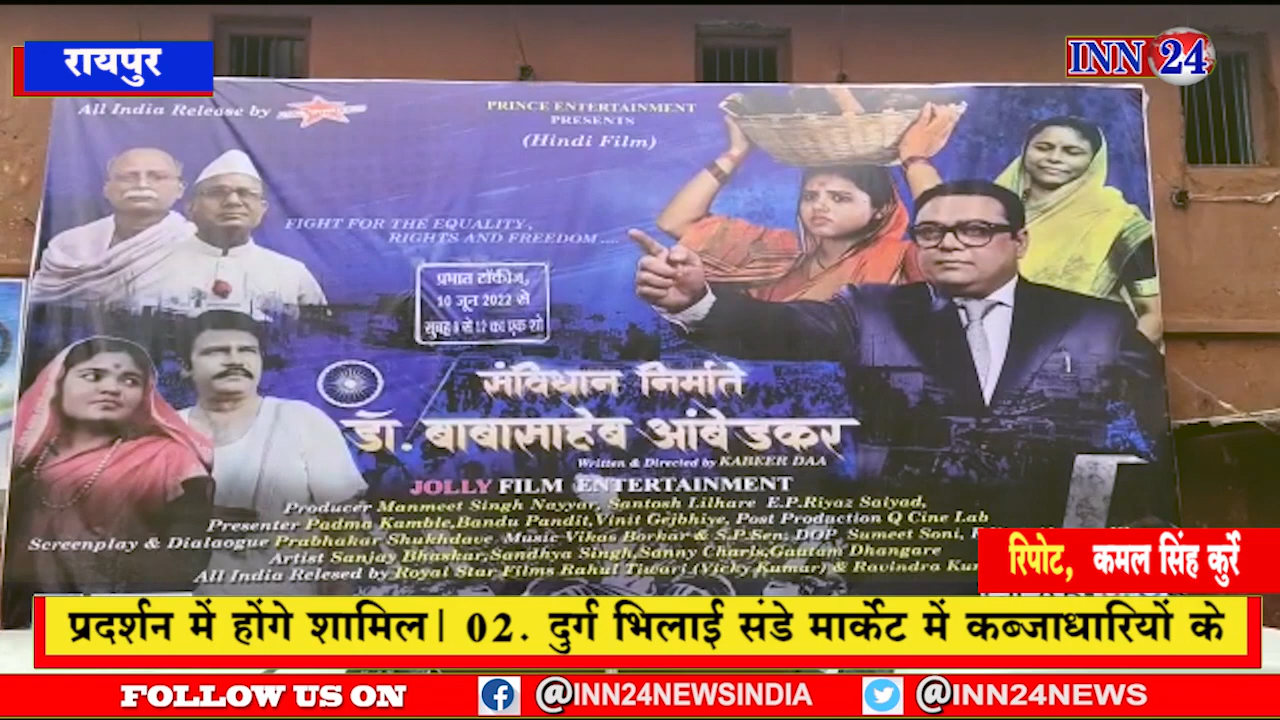 रायपुर
INN 24
All India Release by
PRINCE ENTERTAINMENT
PRESENTS
(Hindi Film)
FIGHT FOR THE EQUALITY,
RIGHTS AND FREEDOM....
प्रभात टॉकीज,
10 जून 2022 से
सुबह 9 से 12 का एक शो
संविधान निर्माते
डॉ. बाबासाहेब आंबेडकर
Written & Directed by KABEER DAA
JOLLY FILM ENTERTAINMENT
Producer Manmeet Singh Nayyar, Santosh Lilhare E.P.Riyaz Saiyad,
Presenter Padma Kamble,Bandu Pandit,Vinit Gejbhiye, Post Production Q Cine Lab
Screenplay & Dialaogue Prabhakar Shukhdave Music Vikas Borkar & S.P.Sen; DOP Sumeet Soni,
Artist Sanjay Bhaskar,Sandhya Singh,Sanny Charls,Gautam Dhangare
All India Relesed by Royal Star Films Rahul Tiwari (Vicky Kumar) & Ravindra
रिपोट, कमल सिंह कुर्रे
प्रदर्शन में होंगे शामिल| 02. दुर्ग भिलाई संडे मार्केट में कब्जाधारियों के
FOLLOW US ON @INN24NEWSINDIA @INN24NEWS